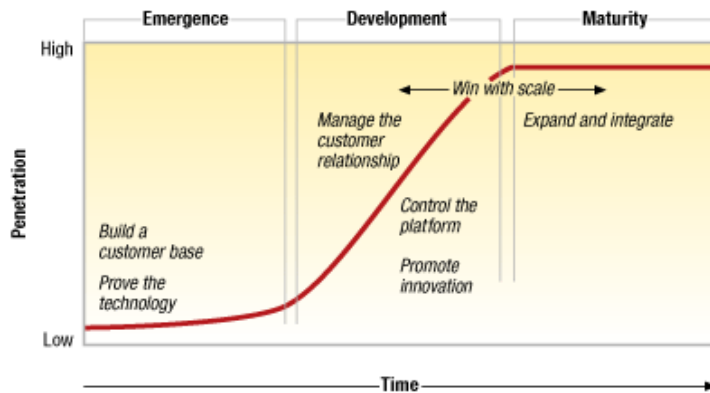 Emergence
Development
Maturity
High
Win with scale
Manage the
customer
relationship
Expand and integrate
Penetration
Control the
platform
Build a
customer base
Promote
innovation
Prove the
technology
Low
Time